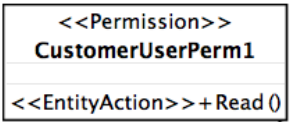 <<Permission>>
CustomerUserPerm1
<<EntityAction>>+Read ()